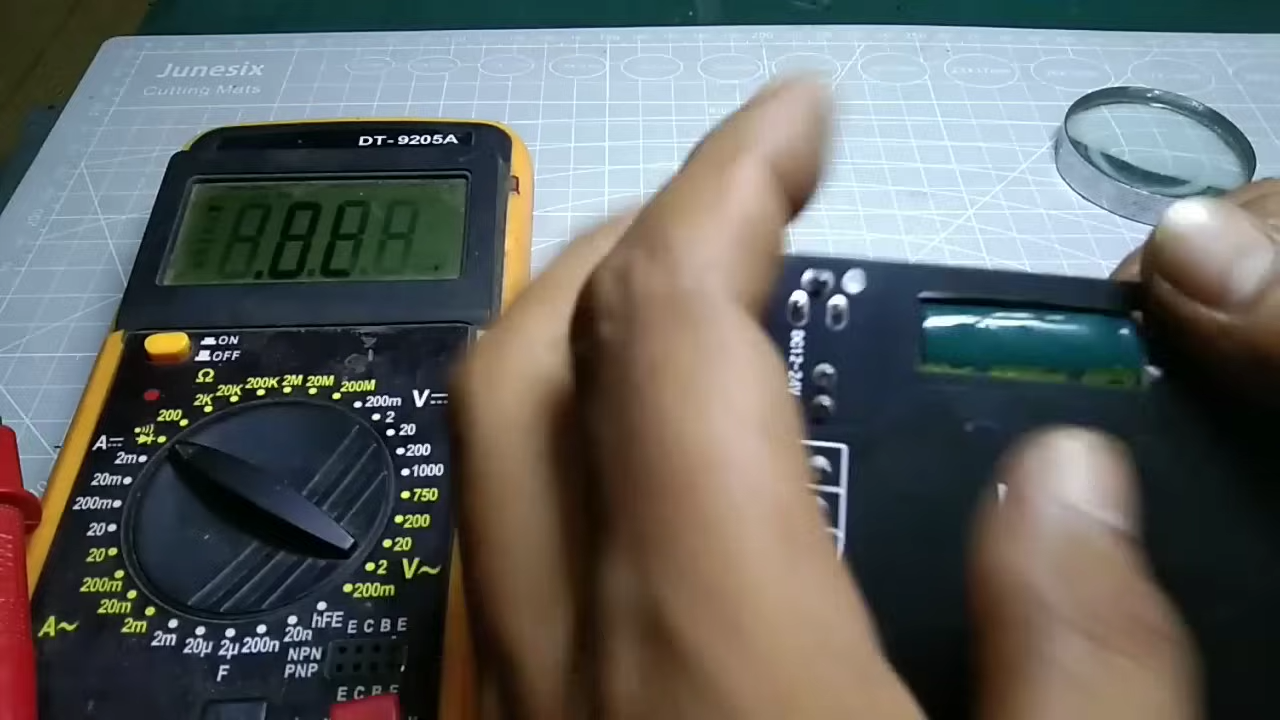 Junesix
Cutting Mats
DT-9205A
ON
OFF
Ω
2K 20K 200K 2M 20M 200M
200
200m V⎓
2
20
200
1000
750
200
20
2 V~
200m
A⎓
2m
20m
200m
20
20
200m
20m
2m
A~
2m 20μ 2μ 200n 20n hFE
F
E C B E
NPN
PNP
E C B E
DC12-24V